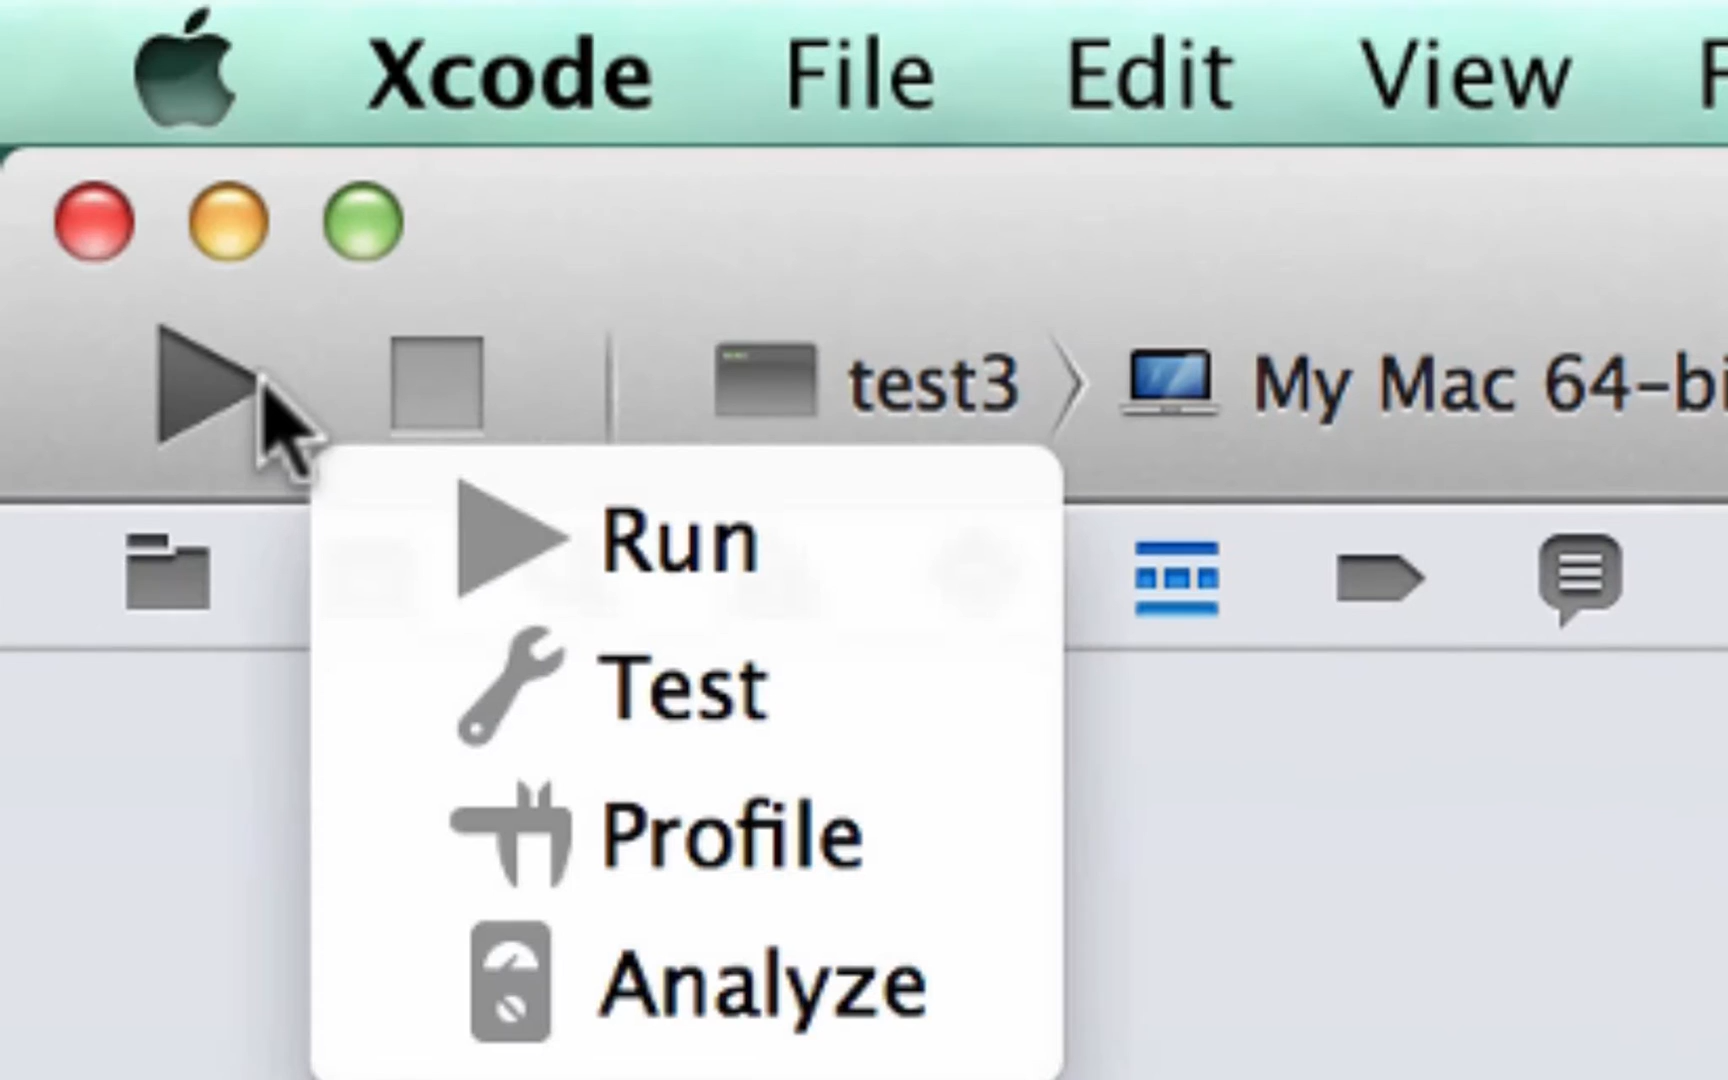 Xcode File Edit View
test3 My Mac 64-bi
Run
Test
Profile
Analyze